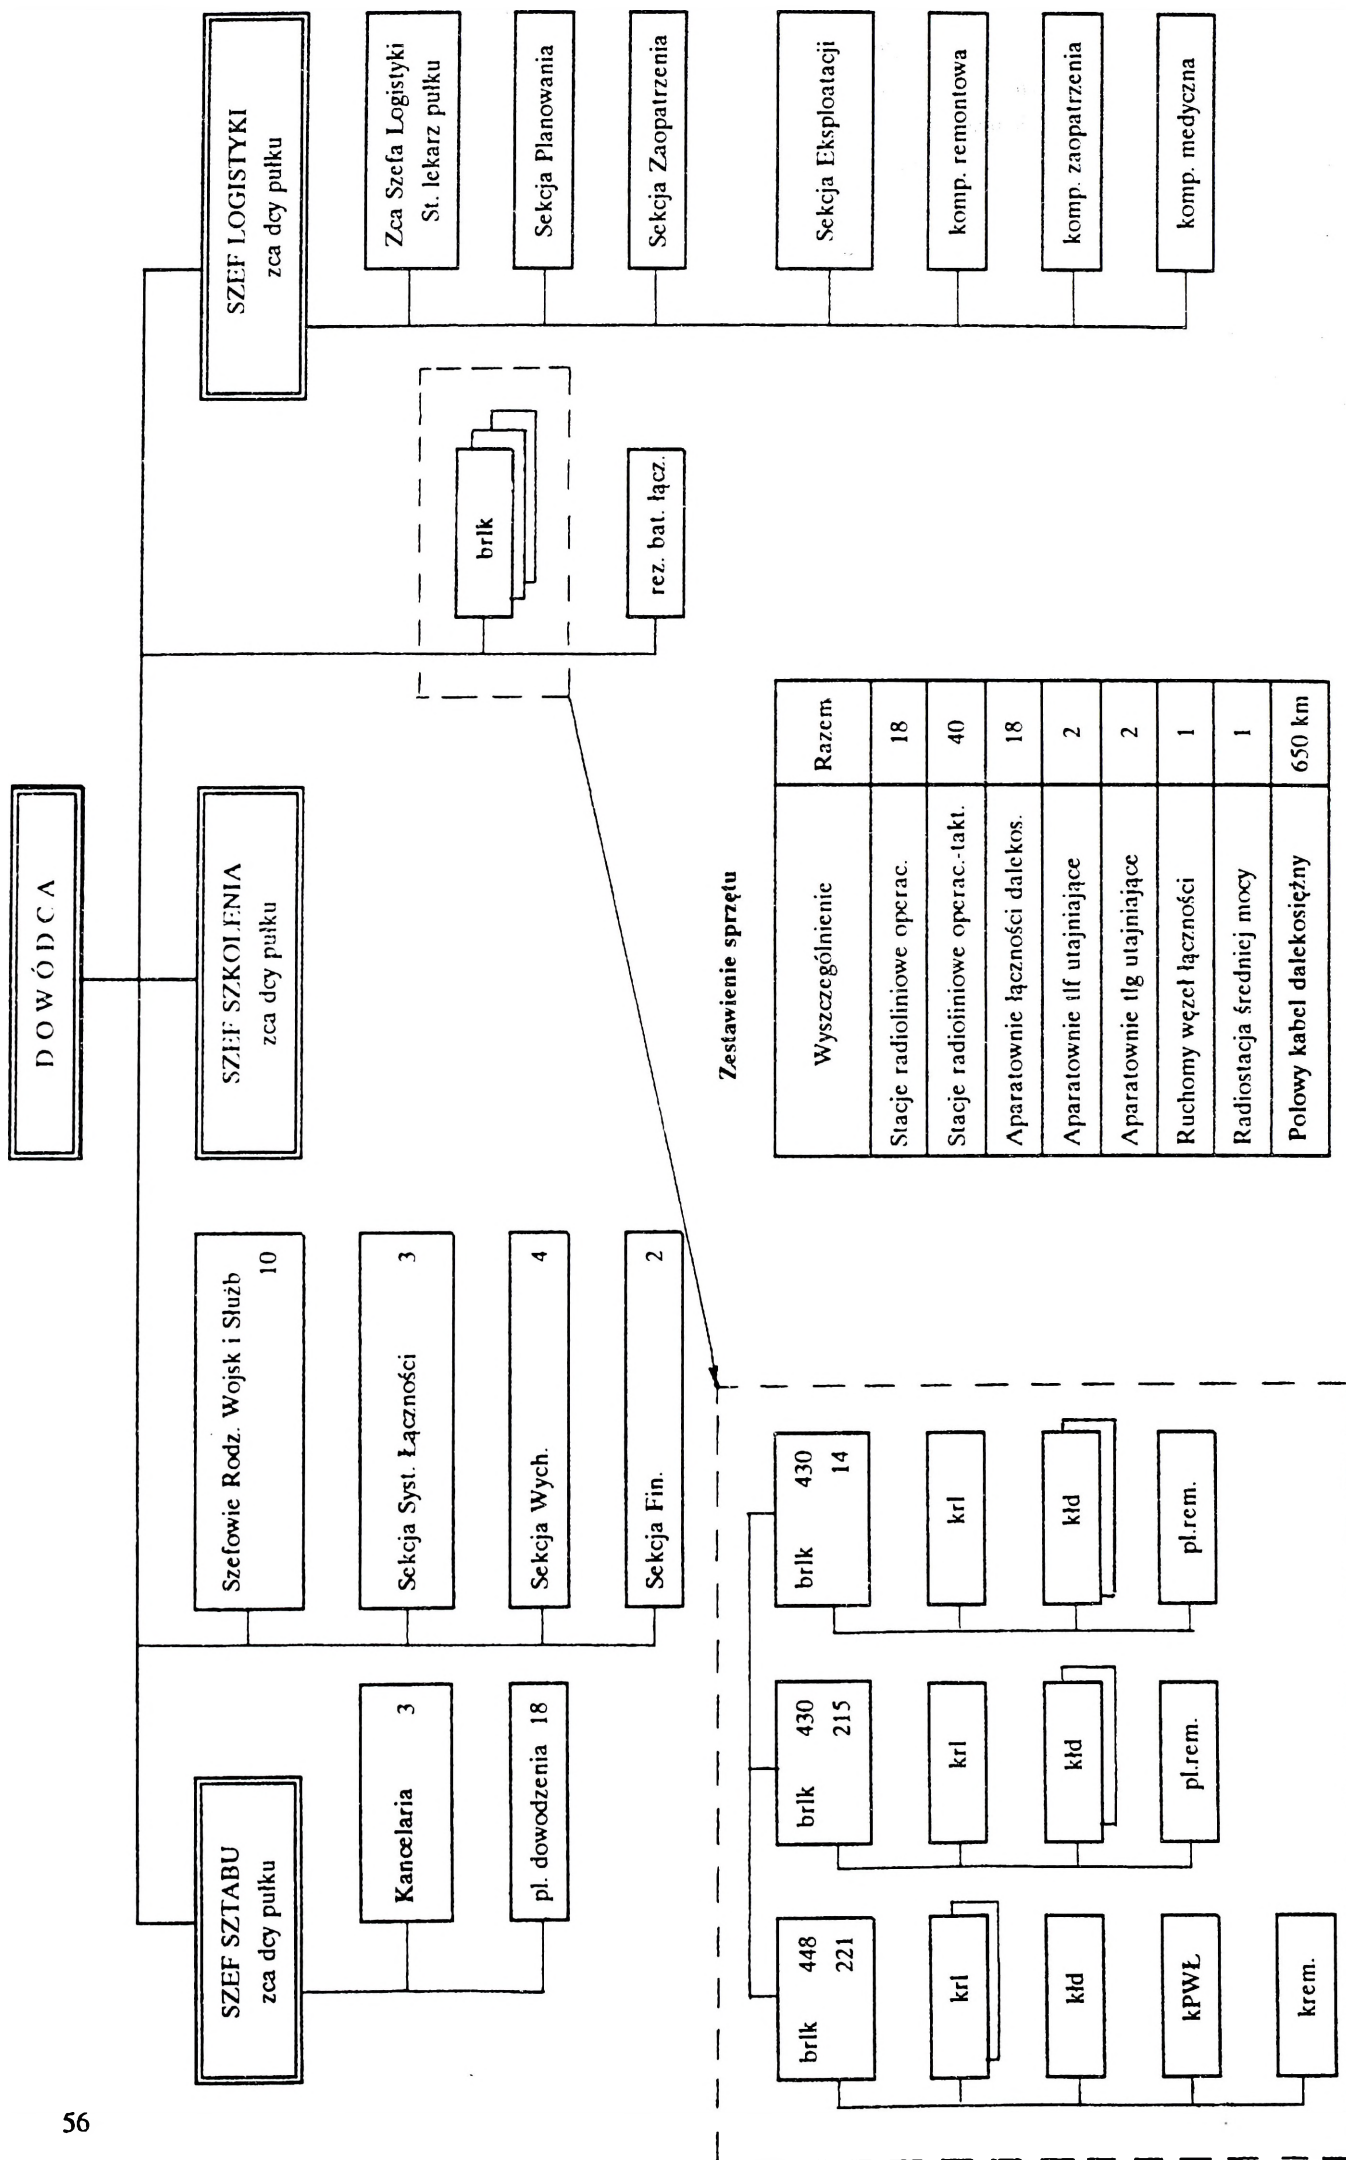 56
DOWÓDCA
SZEF SZTABU
zca dcy pułku
SZEF SZKOLENIA
zca dcy pułku
SZEF LOGISTYKI
zca dcy pułku
Kancelaria 3
pl. dowodzenia 18
Szefowie Rodz. Wojsk i Służb
10
Sekcja Syst. Łączności 3
Sekcja Wych. 4
Sekcja Fin. 2
brlk
rez. bat. łącz.
Zca Szefa Logistyki
St. lekarz pułku
Sekcja Planowania
Sekcja Zaopatrzenia
Sekcja Eksploatacji
komp. remontowa
komp. zaopatrzenia
komp. medyczna
brlk 448
221
krl
kłd
kPWŁ
krem.
brlk 430
215
krl
kłd
pl.rem.
brlk 430
14
krl
kłd
pl.rem.
Zestawienie sprzętu
Wyszczególnienie Razem
Stacje radioliniowe operac. 18
Stacje radioliniowe operac.-takt. 40
Aparatownie łączności dalekos. 18
Aparatownie tlf utajniające 2
Aparatownie tlg utajniające 2
Ruchomy węzeł łączności 1
Radiostacja średniej mocy 1
Polowy kabel dalekosiężny 650 km